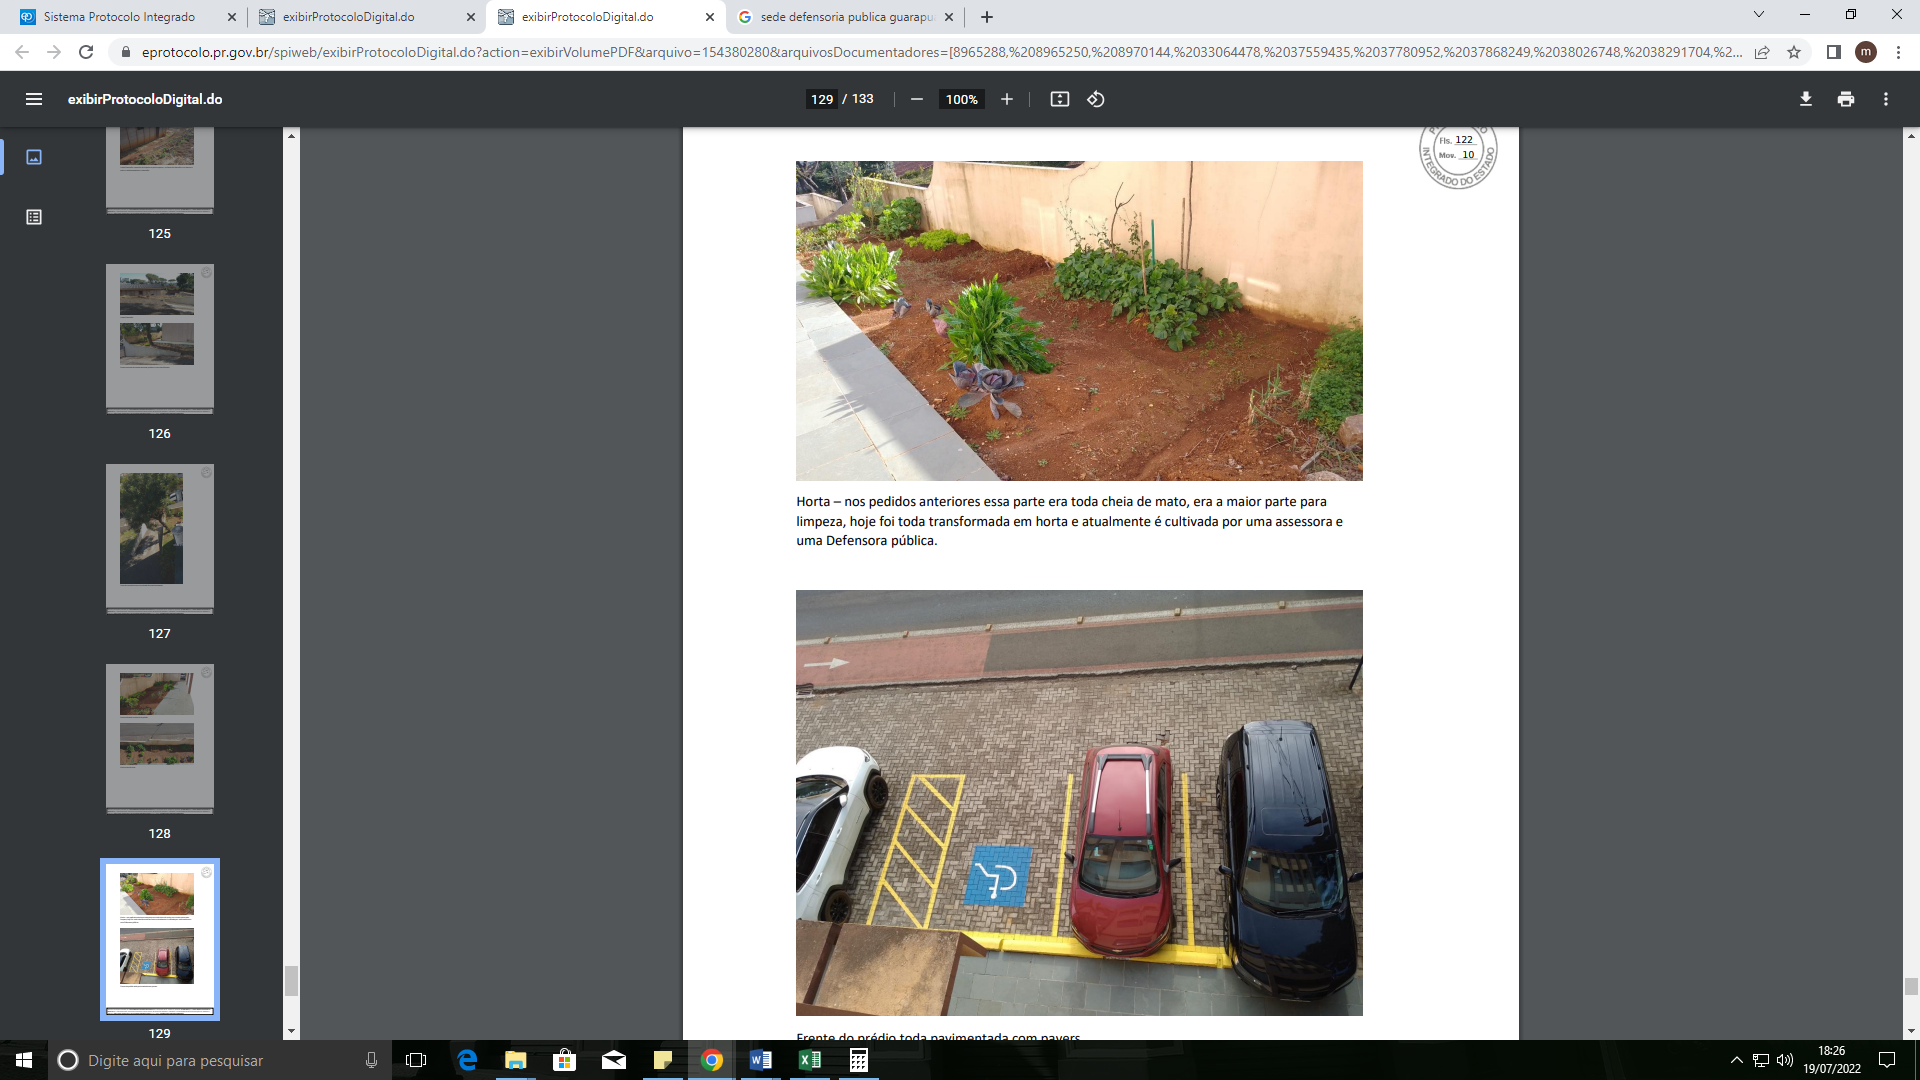 Sistema Protocolo Integrado
exibirProtocoloDigital.do
exibirProtocoloDigital.do
sede defensoria publica guarapu
eprotocolo.pr.gov.br/spiweb/exibirProtocoloDigital.do?action=exibirVolumePDF&arquivo=154380280&arquivosDocumentadores=[8965288,%208965250,%208970144,%2033064478,%2037559435,%2037780952,%2037868249,%2038026748,%2038291704,%2...
m
exibirProtocoloDigital.do
129 / 133
100%
125
126
127
128
129
Fls. 122
Mov. 10
INTEGRADO DO ESTADO
Horta – nos pedidos anteriores essa parte era toda cheia de mato, era a maior parte para
limpeza, hoje foi toda transformada em horta e atualmente é cultivada por uma assessora e
uma Defensora pública.
Frente do prédio toda pavimentada com pavers
Digite aqui para pesquisar
18:26
19/07/2022